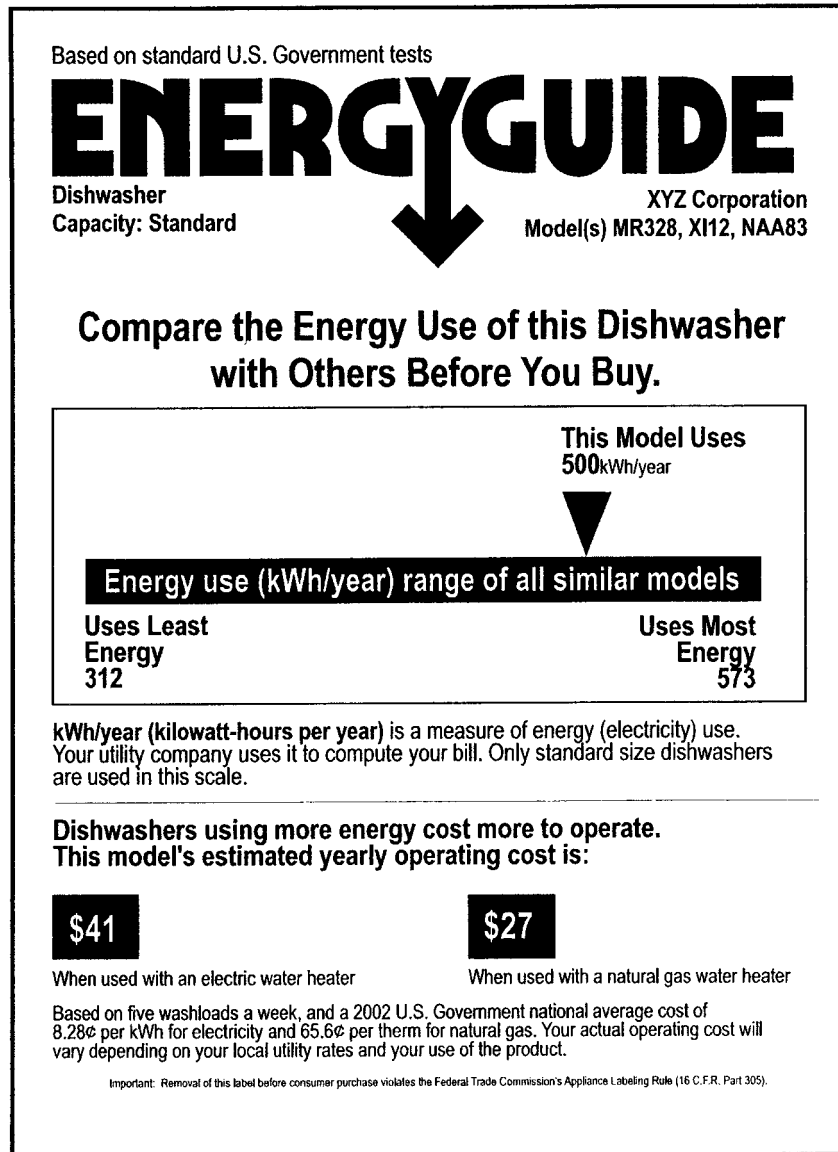 Based on standard U.S. Government tests
ENERGYGUIDE
Dishwasher
Capacity: Standard
XYZ Corporation
Model(s) MR328, XI12, NAA83
Compare the Energy Use of this Dishwasher
with Others Before You Buy.
This Model Uses
500kWh/year
Energy use (kWh/year) range of all similar models
Uses Least
Energy
312
Uses Most
Energy
573
kWh/year (kilowatt-hours per year) is a measure of energy (electricity) use.
Your utility company uses it to compute your bill. Only standard size dishwashers
are used in this scale.
Dishwashers using more energy cost more to operate.
This model's estimated yearly operating cost is:
$41
When used with an electric water heater
$27
When used with a natural gas water heater
Based on five washloads a week, and a 2002 U.S. Government national average cost of
8.28¢ per kWh for electricity and 65.6¢ per therm for natural gas. Your actual operating cost will
vary depending on your local utility rates and your use of the product.
Important: Removal of this label before consumer purchase violates the Federal Trade Commission's Appliance Labeling Rule (16 C.F.R. Part 305).